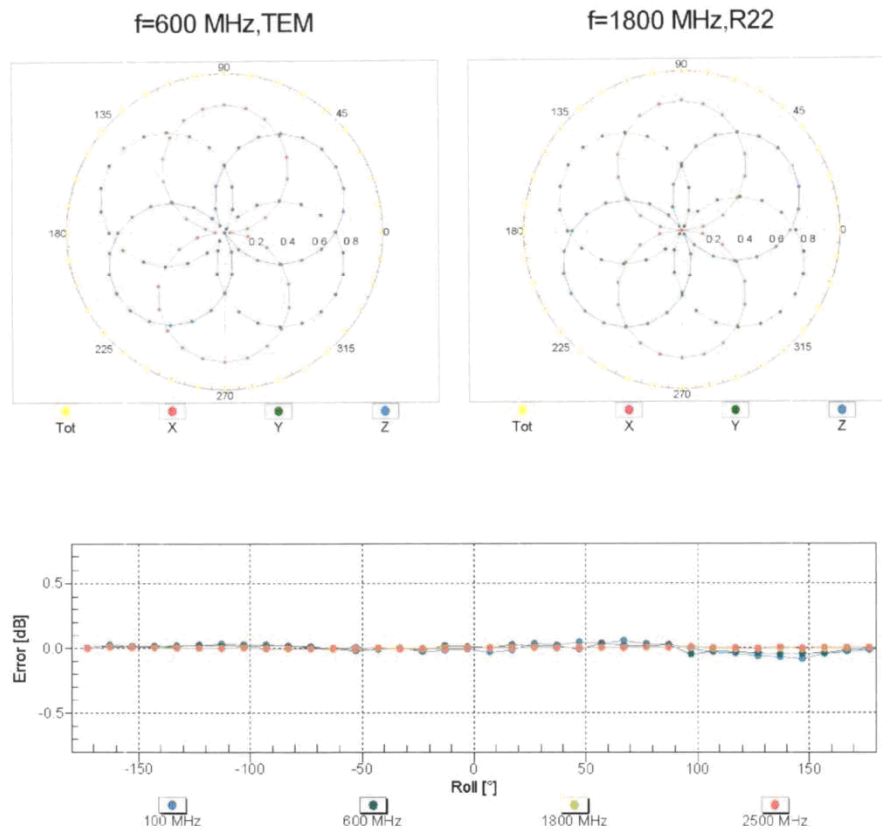 f=600 MHz,TEM
f=1800 MHz,R22
90
135
45
180
0.2 0.4 0.6 0.8
0
225
315
270
Tot X Y Z
90
135
45
180
0.2 0.4 0.6 0.8
0
225
315
270
Tot X Y Z
Error [dB]
0.5
0.0
-0.5
-150 -100 -50 0 50 100 150
Roll [°]
100 MHz 600 MHz 1800 MHz 2500 MHz